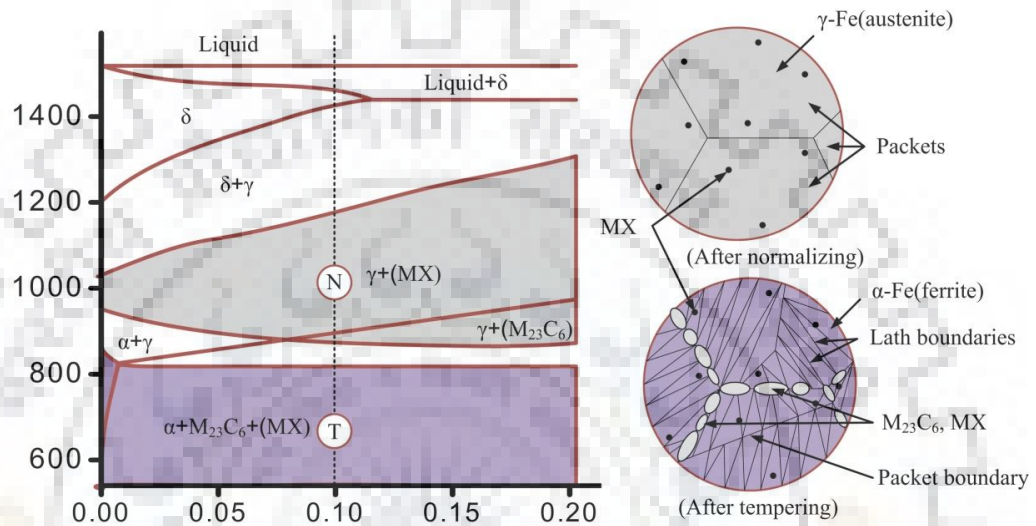 Liquid
Liquid+δ
δ
δ+γ
N
γ+(MX)
γ+(M₂₃C₆)
α+γ
α+M₂₃C₆+(MX)
T
1400
1200
1000
800
600
0.00
0.05
0.10
0.15
0.20
γ-Fe(austenite)
Packets
MX
(After normalizing)
α-Fe(ferrite)
Lath boundaries
M₂₃C₆, MX
Packet boundary
(After tempering)